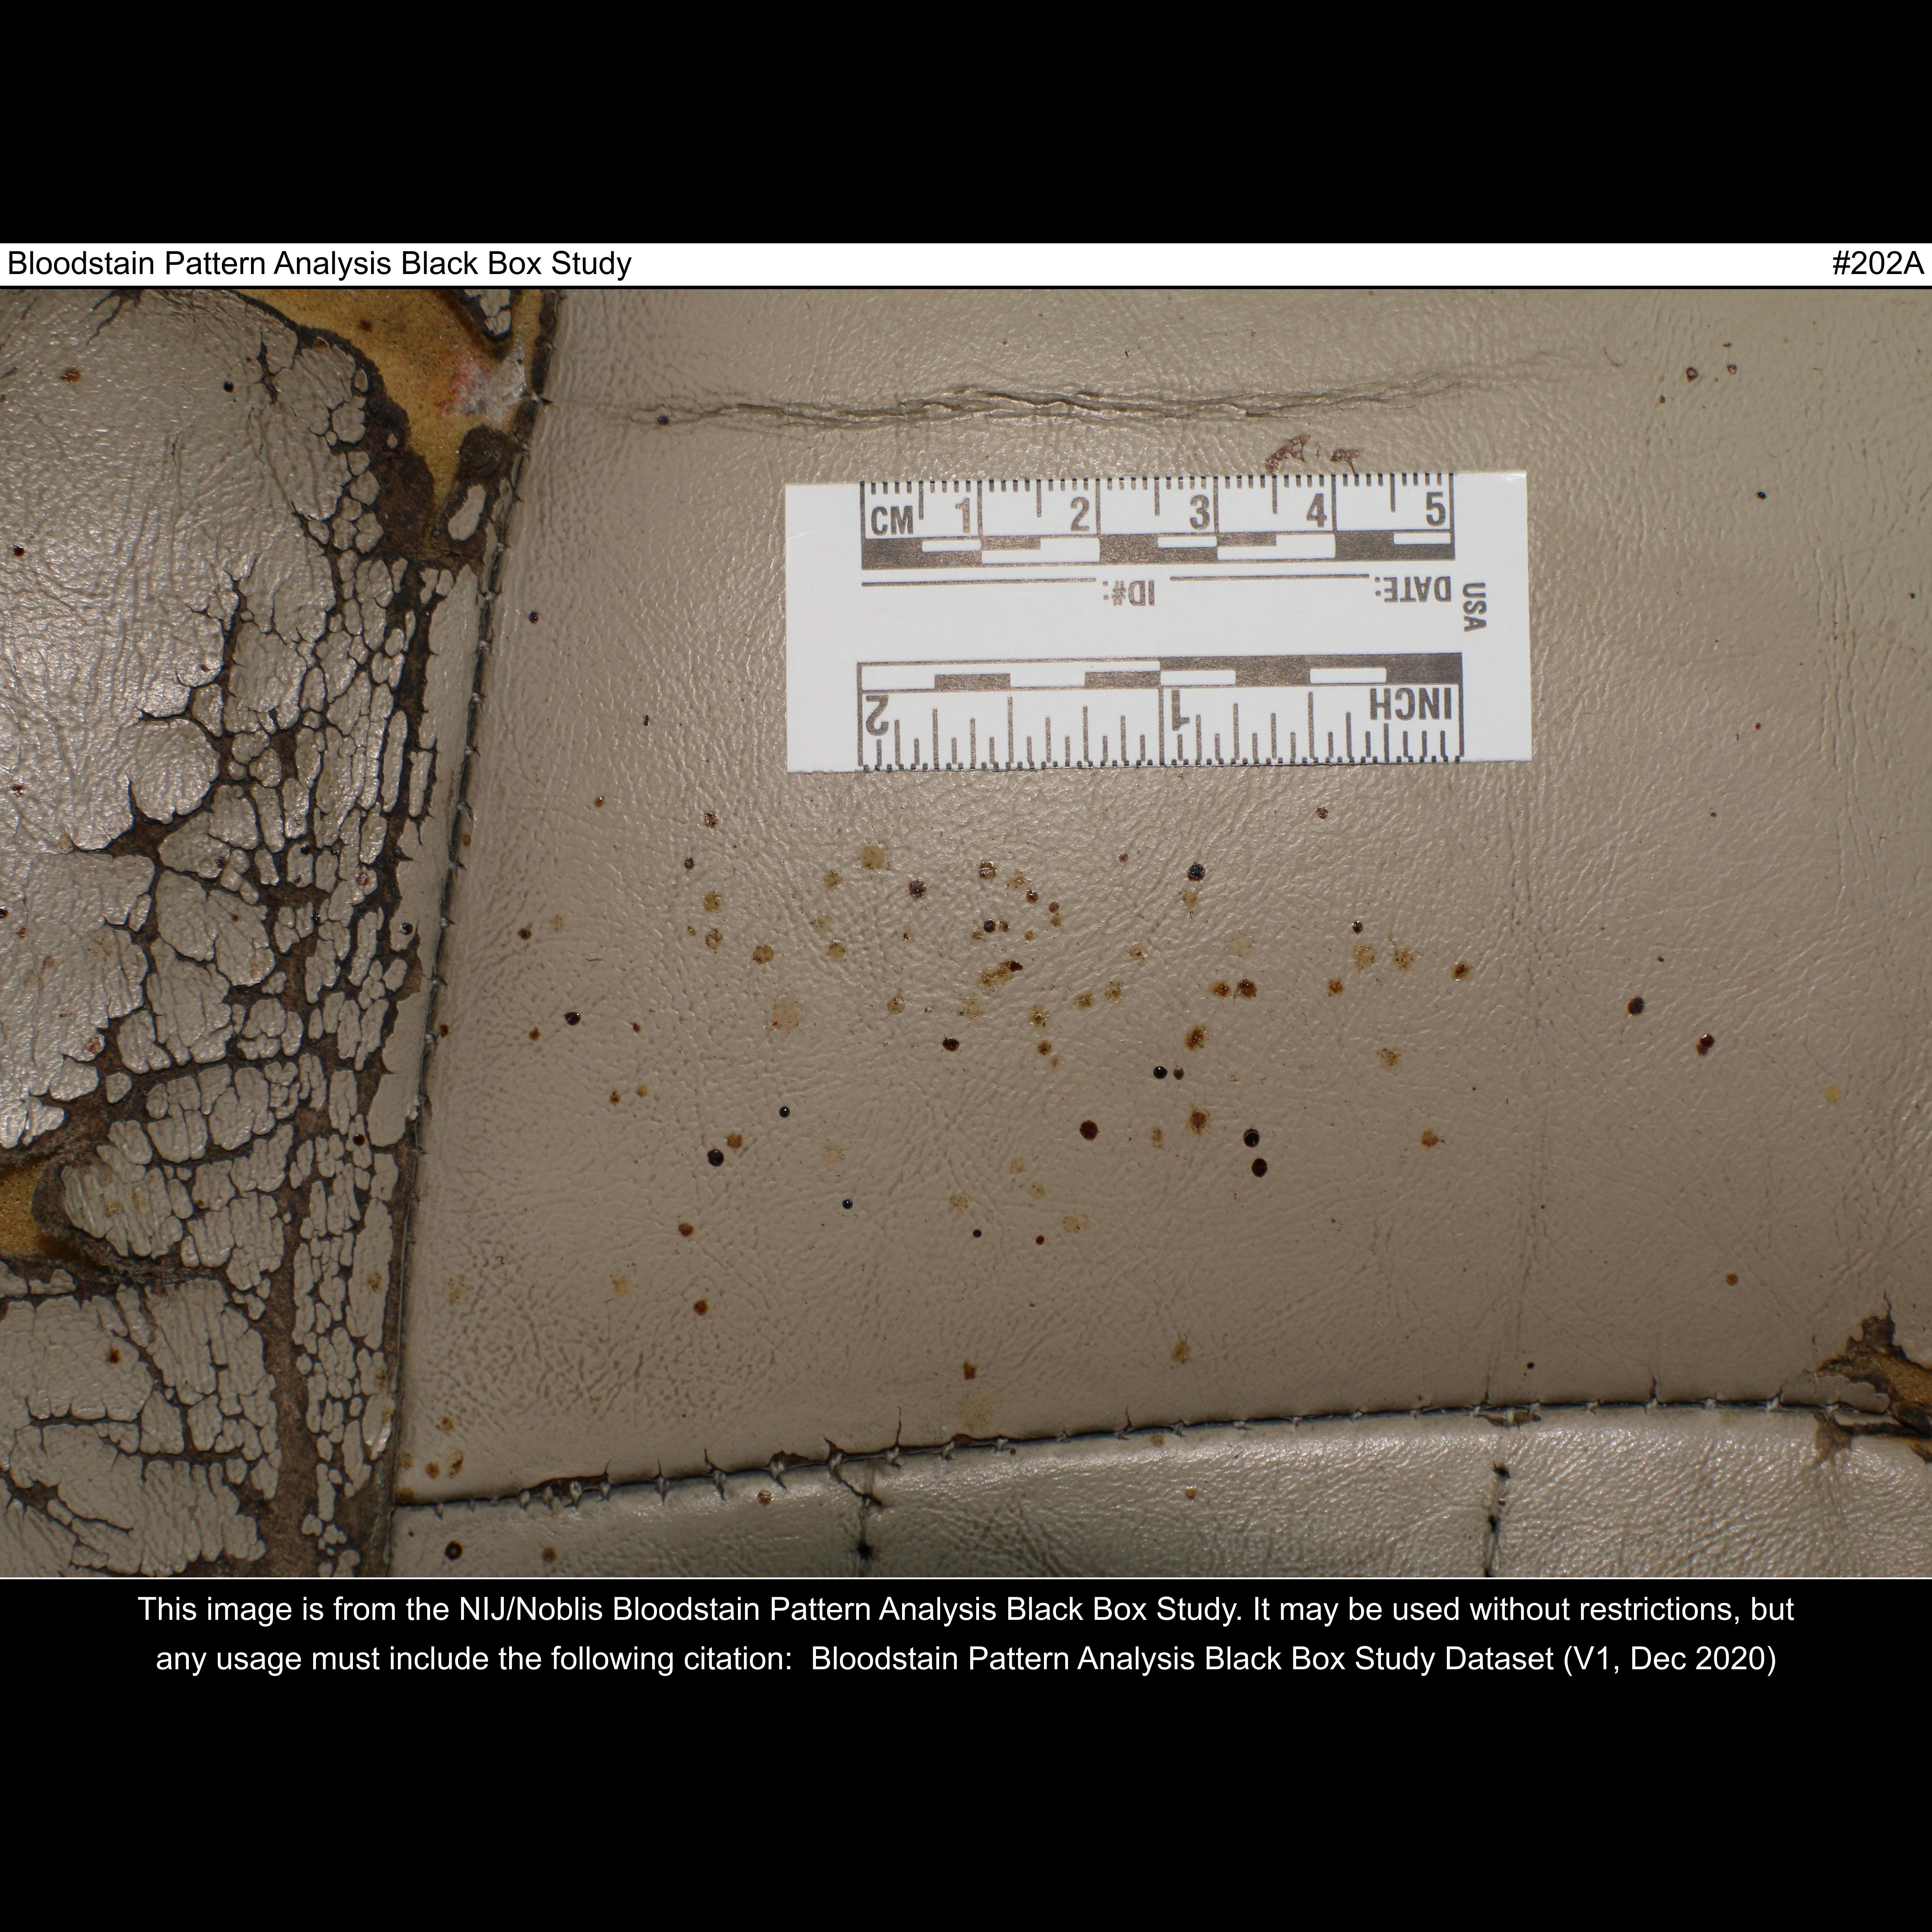 Bloodstain Pattern Analysis Black Box Study #202A
CM 1 2 3 4 5
ID#: DATE:
USA
2 1 INCH
This image is from the NIJ/Noblis Bloodstain Pattern Analysis Black Box Study. It may be used without restrictions, but
any usage must include the following citation: Bloodstain Pattern Analysis Black Box Study Dataset (V1, Dec 2020)